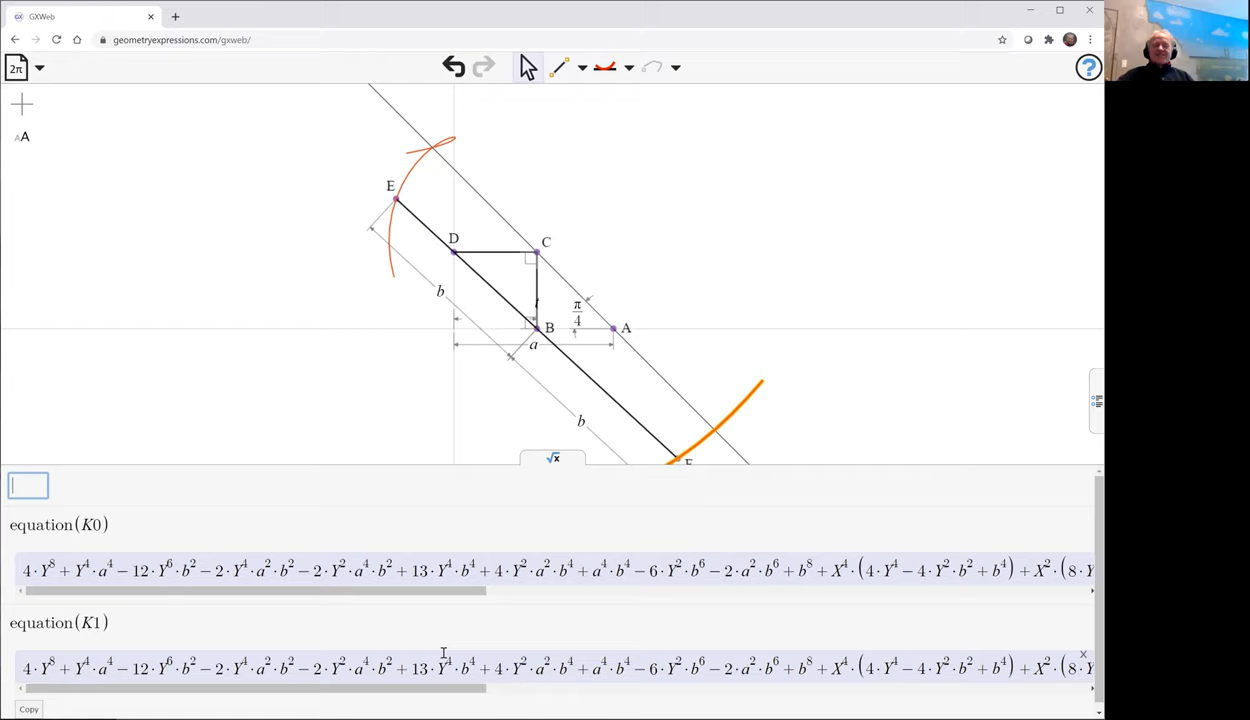 GXWeb
geometryexpressions.com/gxweb/
2π
AA
E
D
C
b
t
π
4
B
A
a
b
F
√x
equation(K0)
4·Y⁸ + Y⁴·a⁴ − 12·Y⁶·b² − 2·Y⁴·a²·b² − 2·Y²·a⁴·b² + 13·Y⁴·b⁴ + 4·Y²·a²·b⁴ + a⁴·b⁴ − 6·Y²·b⁶ − 2·a²·b⁶ + b⁸ + X⁴·(4·Y⁴ − 4·Y²·b² + b⁴) + X²·(8·Y
equation(K1)
4·Y⁸ + Y⁴·a⁴ − 12·Y⁶·b² − 2·Y⁴·a²·b² − 2·Y²·a⁴·b² + 13·Y⁴·b⁴ + 4·Y²·a²·b⁴ + a⁴·b⁴ − 6·Y²·b⁶ − 2·a²·b⁶ + b⁸ + X⁴·(4·Y⁴ − 4·Y²·b² + b⁴) + X²·(8·Y
Copy